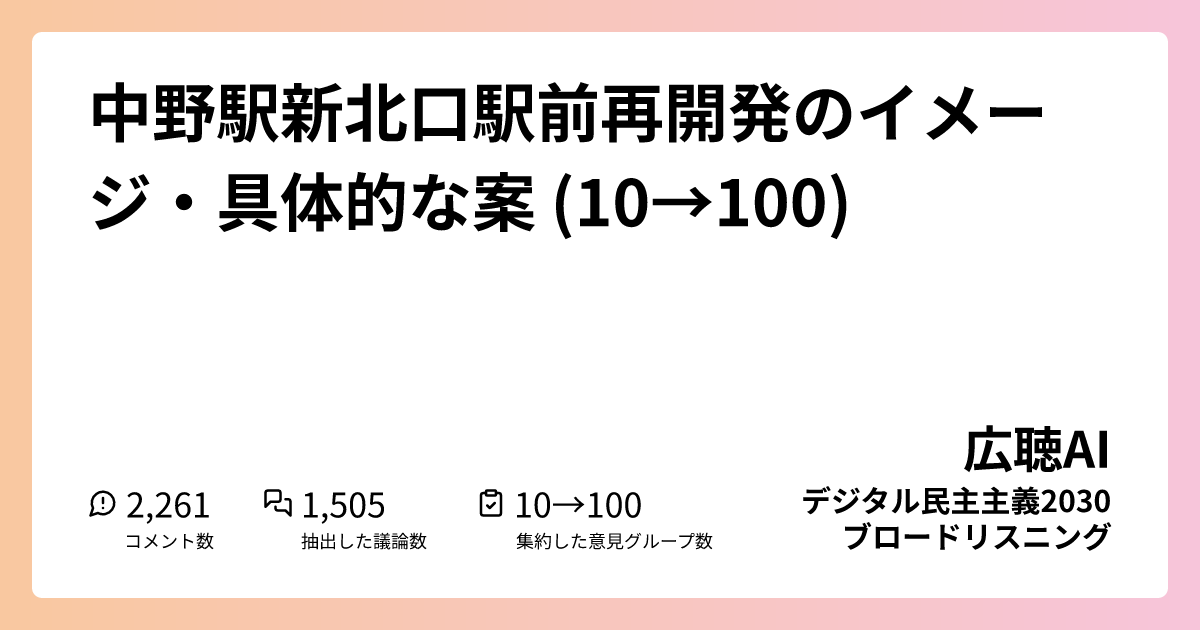 中野駅新北口駅前再開発のイメー
ジ・具体的な案 (10→100)
広聴AI
デジタル民主主義2030
ブロードリスニング
2,261
コメント数
1,505
抽出した議論数
10→100
集約した意見グループ数